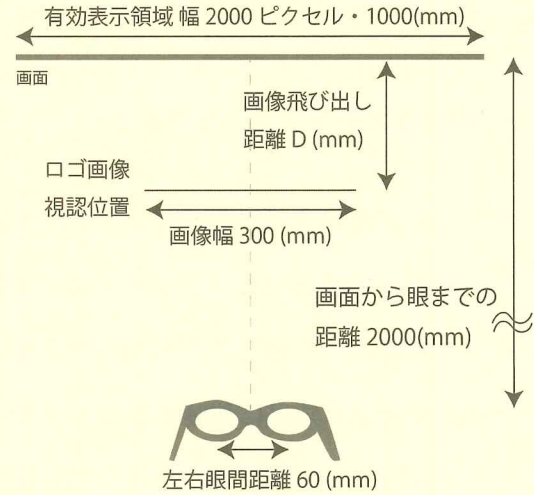 有効表示領域 幅 2000 ピクセル・1000(mm)
画面
画像飛び出し
距離 D (mm)
ロゴ画像
視認位置
画像幅 300 (mm)
画面から眼までの
距離 2000(mm)
左右眼間距離 60 (mm)